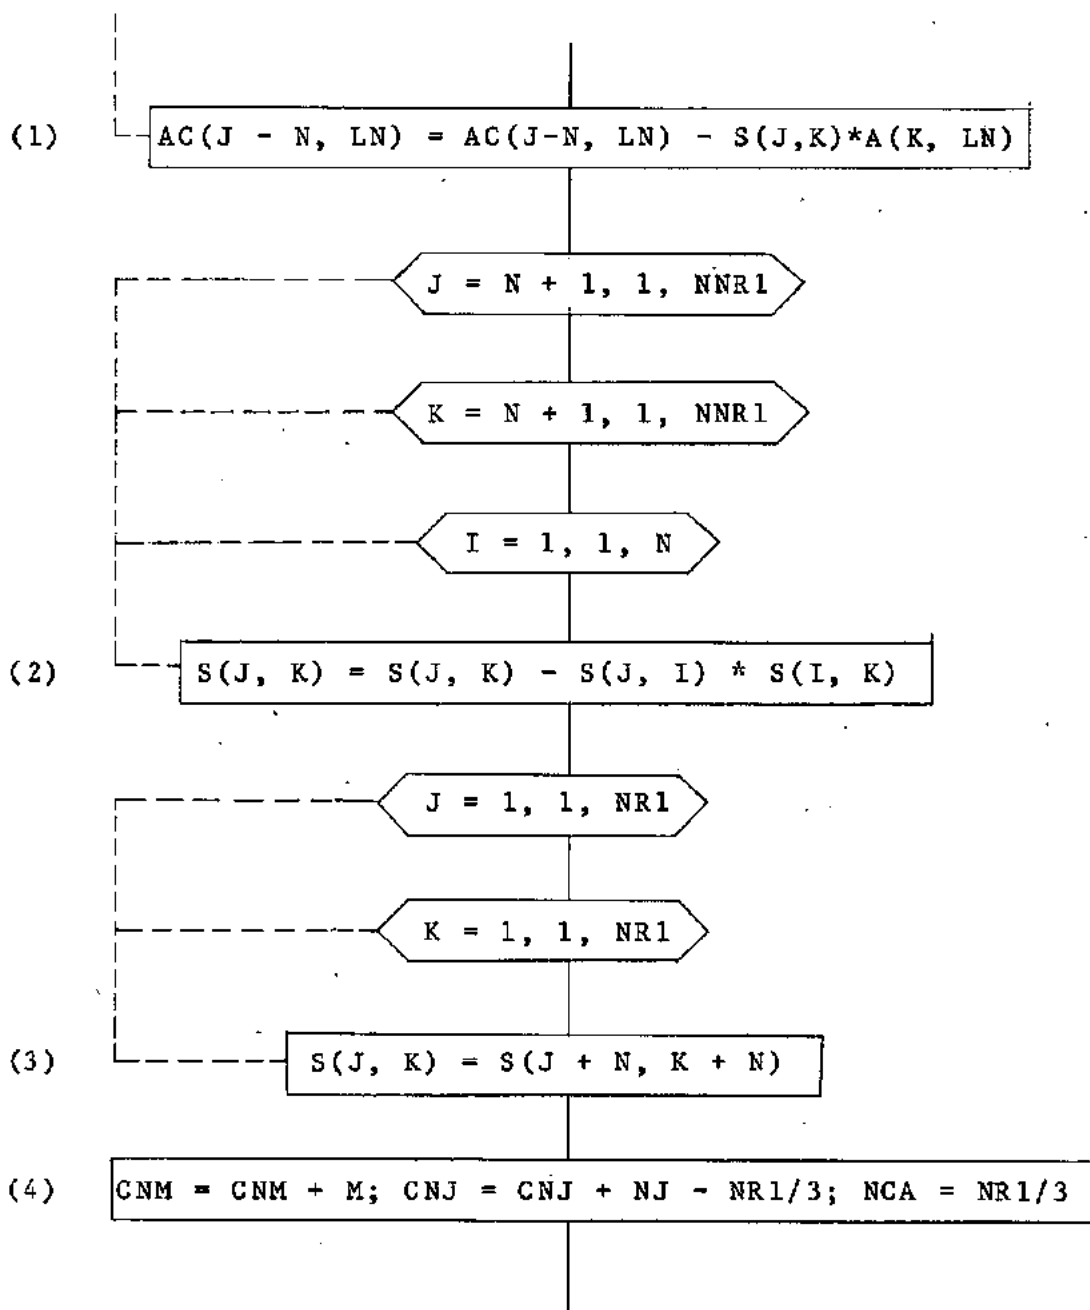 (1) AC(J - N, LN) = AC(J-N, LN) - S(J,K)*A(K, LN)
J = N + 1, 1, NNR1
K = N + 1, 1, NNR1
I = 1, 1, N
(2) S(J, K) = S(J, K) - S(J, I) * S(I, K)
J = 1, 1, NR1
K = 1, 1, NR1
(3) S(J, K) = S(J + N, K + N)
(4) CNM = CNM + M; CNJ = CNJ + NJ - NR1/3; NCA = NR1/3